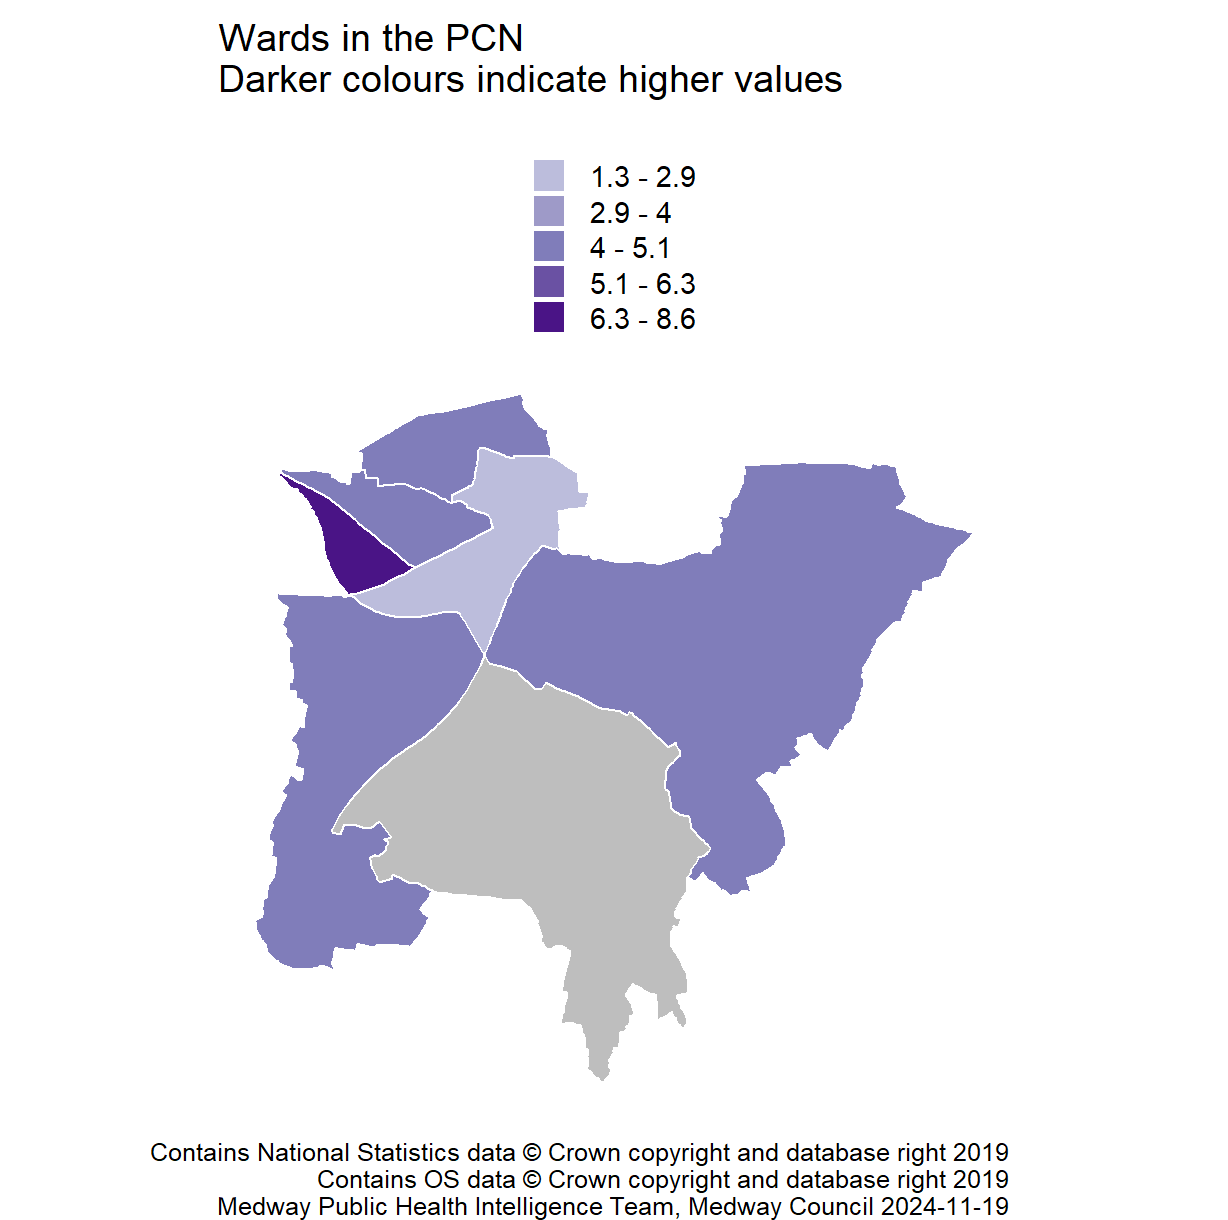 Wards in the PCN
Darker colours indicate higher values
1.3 - 2.9
2.9 - 4
4 - 5.1
5.1 - 6.3
6.3 - 8.6
Contains National Statistics data © Crown copyright and database right 2019
Contains OS data © Crown copyright and database right 2019
Medway Public Health Intelligence Team, Medway Council 2024-11-19